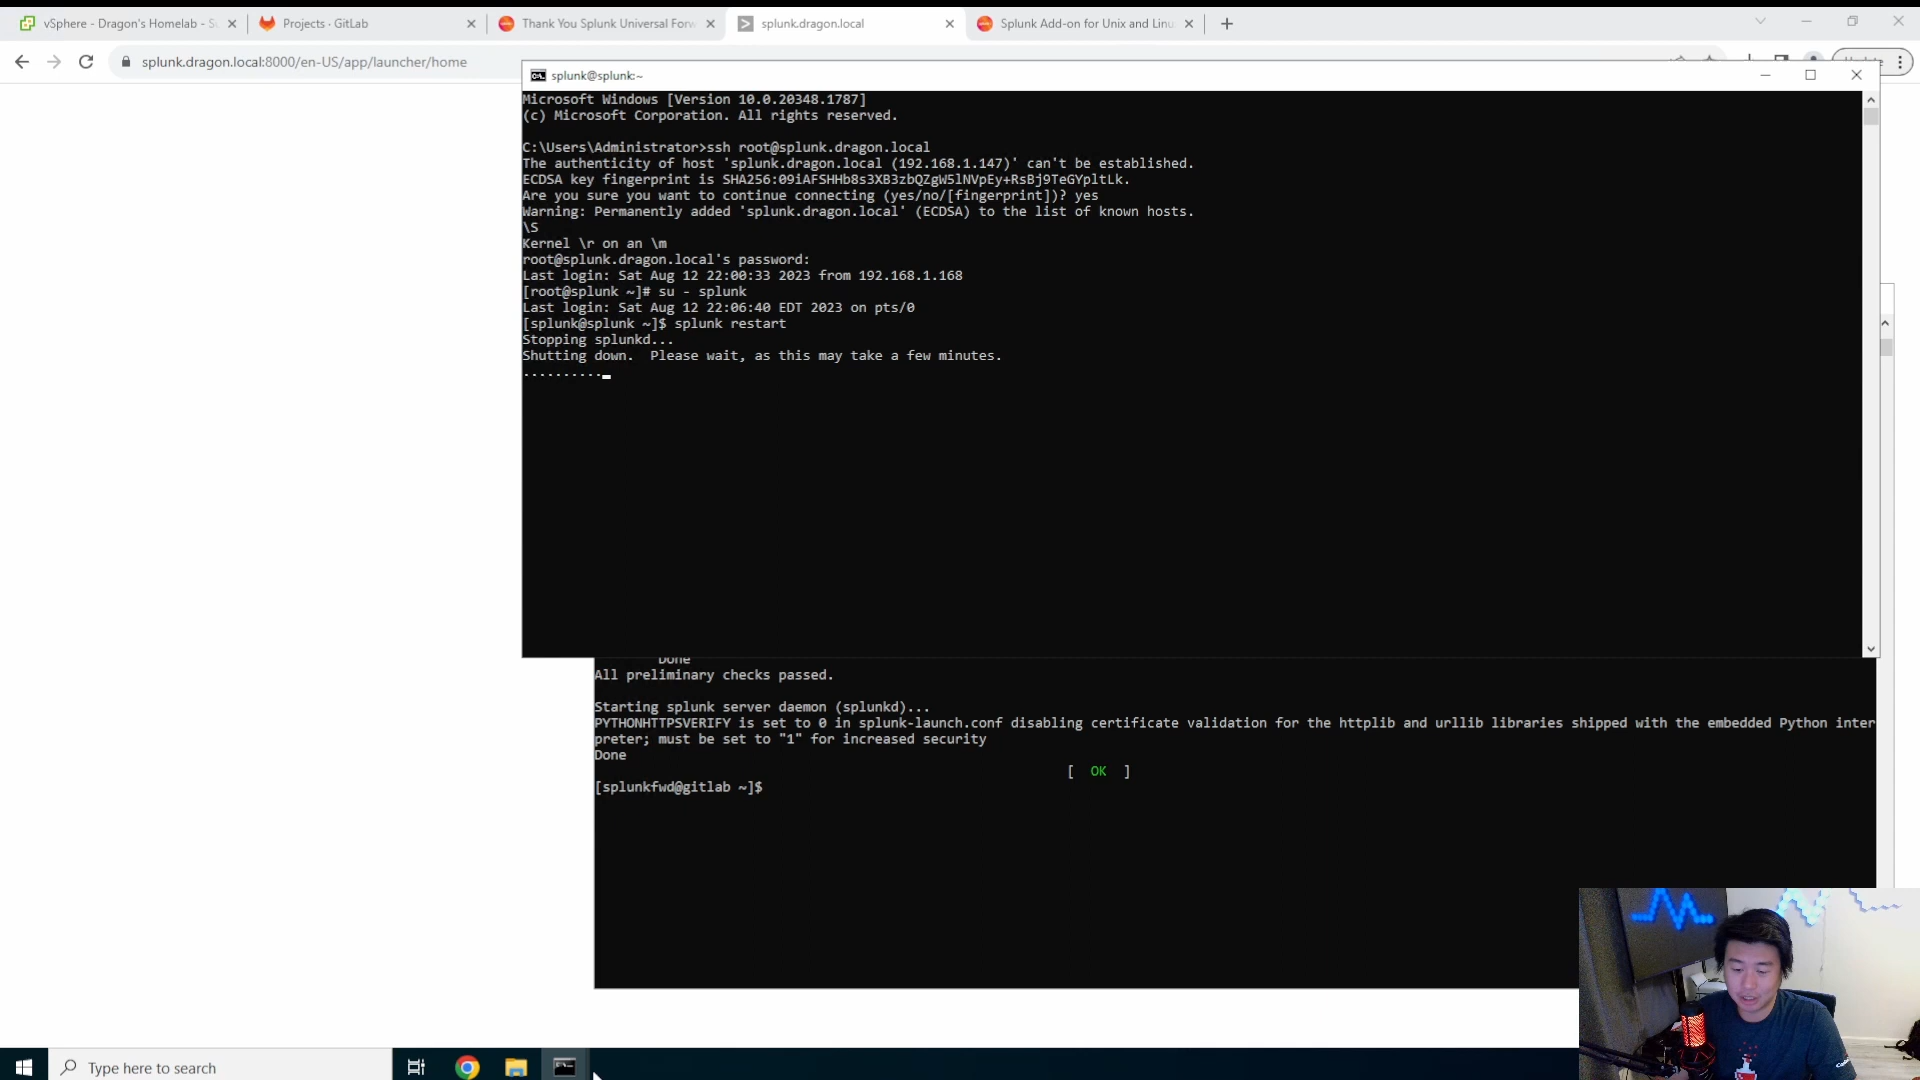 vSphere - Dragon's Homelab - S
Projects · GitLab
Thank You Splunk Universal Forw
splunk.dragon.local
Splunk Add-on for Unix and Linu
splunk.dragon.local:8000/en-US/app/launcher/home
splunk@splunk:~
Microsoft Windows [Version 10.0.20348.1787]
(c) Microsoft Corporation. All rights reserved.
C:\Users\Administrator>ssh root@splunk.dragon.local
The authenticity of host 'splunk.dragon.local (192.168.1.147)' can't be established.
ECDSA key fingerprint is SHA256:09iAFSHHb8s3XB3zbQZgW5lNVpEy+RsBj9TeGYpltLk.
Are you sure you want to continue connecting (yes/no/[fingerprint])? yes
Warning: Permanently added 'splunk.dragon.local' (ECDSA) to the list of known hosts.
\S
Kernel \r on an \m
root@splunk.dragon.local's password:
Last login: Sat Aug 12 22:00:33 2023 from 192.168.1.168
[root@splunk ~]# su - splunk
Last login: Sat Aug 12 22:06:40 EDT 2023 on pts/0
[splunk@splunk ~]$ splunk restart
Stopping splunkd...
Shutting down.  Please wait, as this may take a few minutes.
..........
Done
All preliminary checks passed.
Starting splunk server daemon (splunkd)...
PYTHONHTTPSVERIFY is set to 0 in splunk-launch.conf disabling certificate validation for the httplib and urllib libraries shipped with the embedded Python inter
preter; must be set to "1" for increased security
Done
[  OK  ]
[splunkfwd@gitlab ~]$
Type here to search